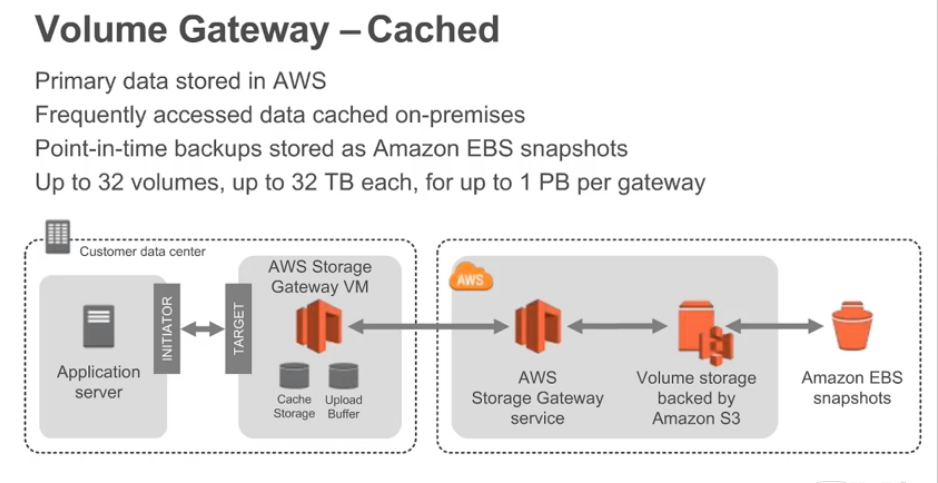 Volume Gateway – Cached
Primary data stored in AWS
Frequently accessed data cached on-premises
Point-in-time backups stored as Amazon EBS snapshots
Up to 32 volumes, up to 32 TB each, for up to 1 PB per gateway
Customer data center
Application
server
INITIATOR
TARGET
AWS Storage
Gateway VM
Cache
Storage
Upload
Buffer
AWS
AWS
Storage Gateway
service
Volume storage
backed by
Amazon S3
Amazon EBS
snapshots